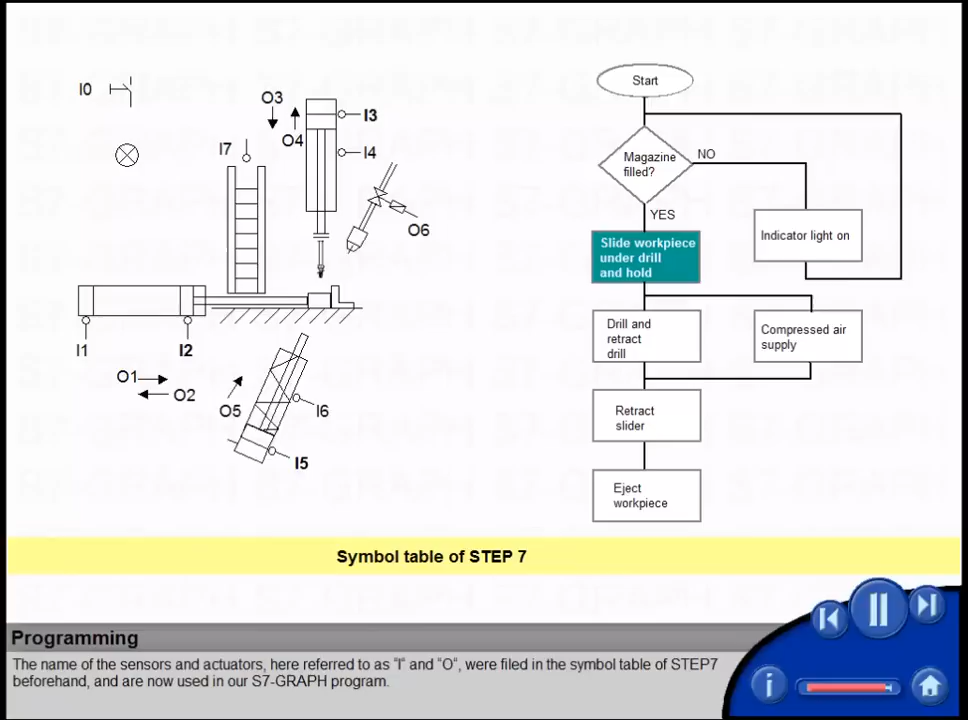 Start
I0
O3
I3
O4
I7
I4
Magazine
filled?
NO
O6
YES
Indicator light on
Slide workpiece
under drill
and hold
I1
I2
Drill and
retract
drill
Compressed air
supply
O1
O2
O5
I6
Retract
slider
I5
Eject
workpiece
Symbol table of STEP 7
Programming
The name of the sensors and actuators, here referred to as "I" and "O", were filed in the symbol table of STEP7
beforehand, and are now used in our S7-GRAPH program.
i